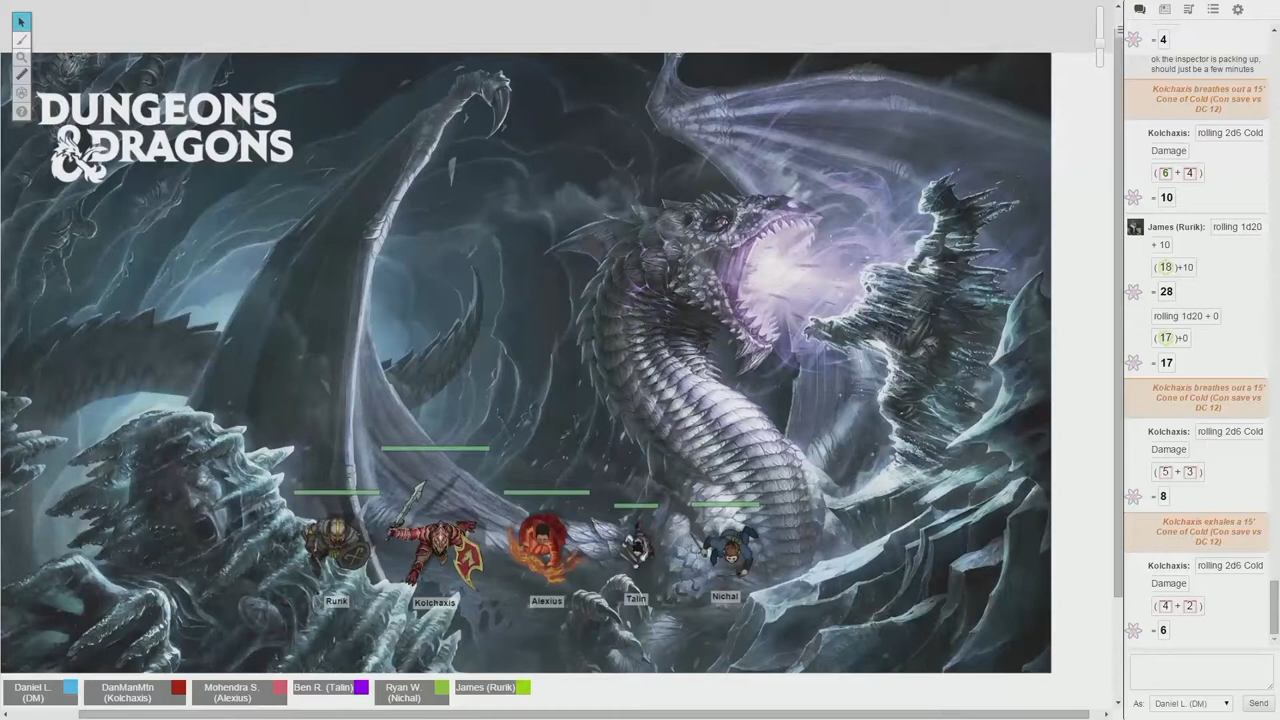 DUNGEONS
& DRAGONS
Rurik
Kolchaxis
Alexius
Talin
Nichal
Daniel L.
(DM)
DanManMtn
(Kolchaxis)
Mohendra S.
(Alexius)
Ben R. (Talin)
Ryan W.
(Nichal)
James (Rurik)
= 4
ok the inspector is packing up,
should just be a few minutes
Kolchaxis breathes out a 15'
Cone of Cold (Con save vs
DC 12)
Kolchaxis: rolling 2d6 Cold
Damage
(6 + 4)
= 10
James (Rurik): rolling 1d20
+ 10
(18)+10
= 28
rolling 1d20 + 0
(17)+0
= 17
Kolchaxis breathes out a 15'
Cone of Cold (Con save vs
DC 12)
Kolchaxis: rolling 2d6 Cold
Damage
(5 + 3)
= 8
Kolchaxis exhales a 15'
Cone of Cold (Con save vs
DC 12)
Kolchaxis: rolling 2d6 Cold
Damage
(4 + 2)
= 6
As: Daniel L. (DM) Send